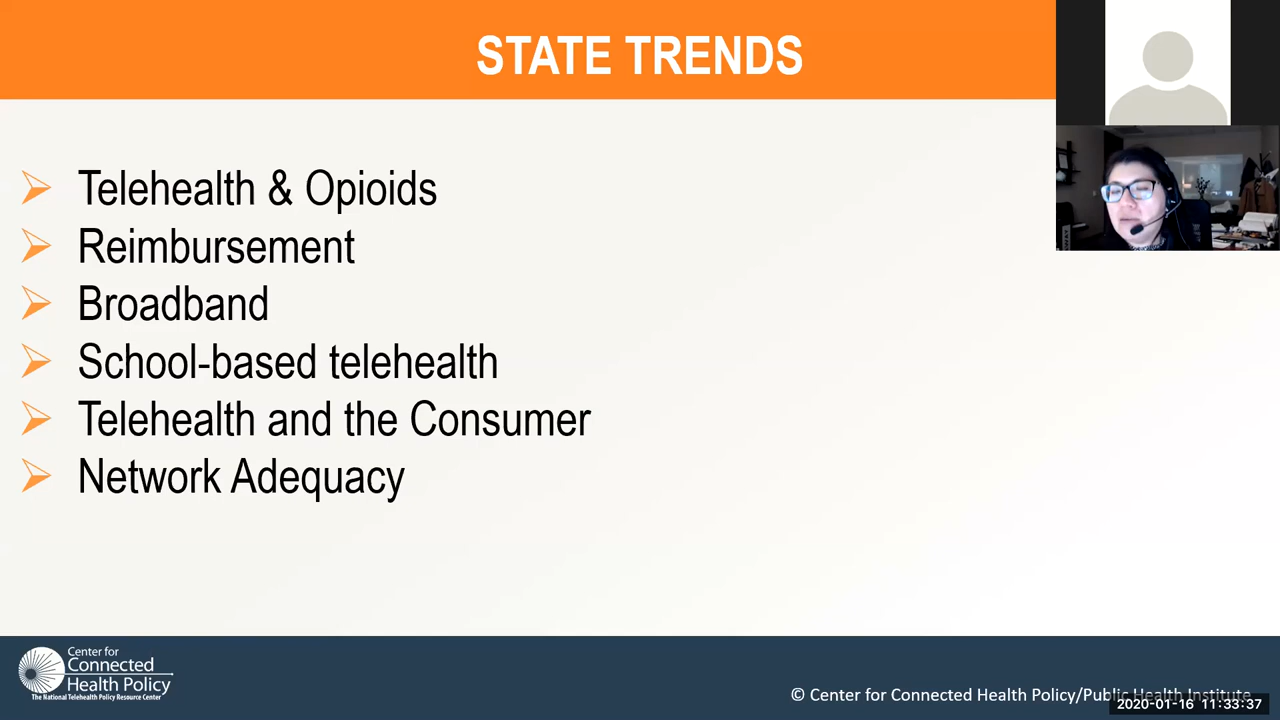 STATE TRENDS
Telehealth & Opioids
Reimbursement
Broadband
School-based telehealth
Telehealth and the Consumer
Network Adequacy
Center for
Connected
Health Policy
The National Telehealth Policy Resource Center
© Center for Connected Health Policy/Public Health Institute
2020-01-16 11:33:37